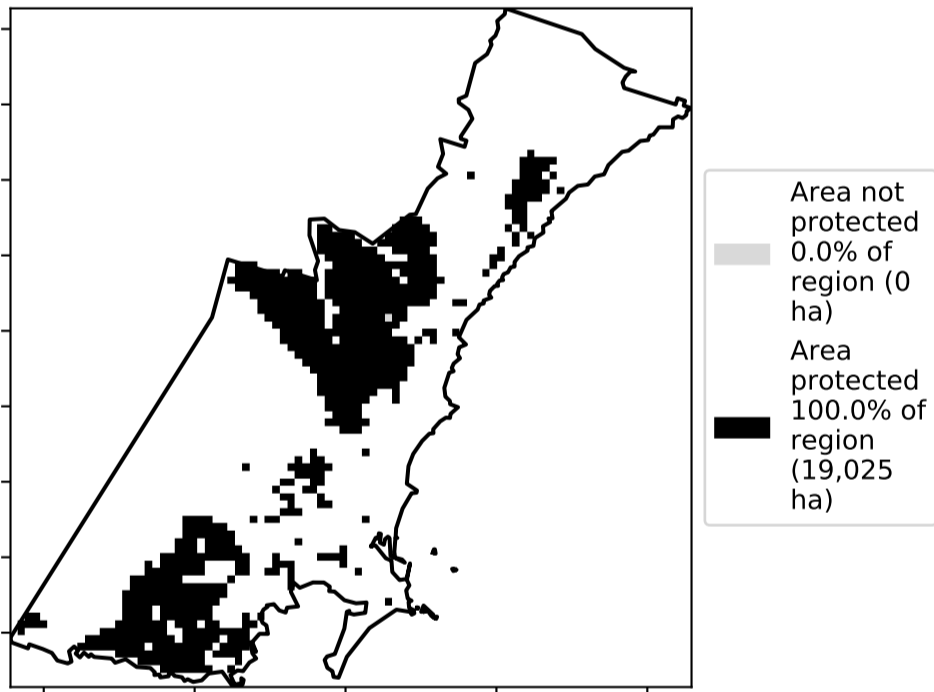 Area not
protected
0.0% of
region (0
ha)
Area
protected
100.0% of
region
(19,025
ha)